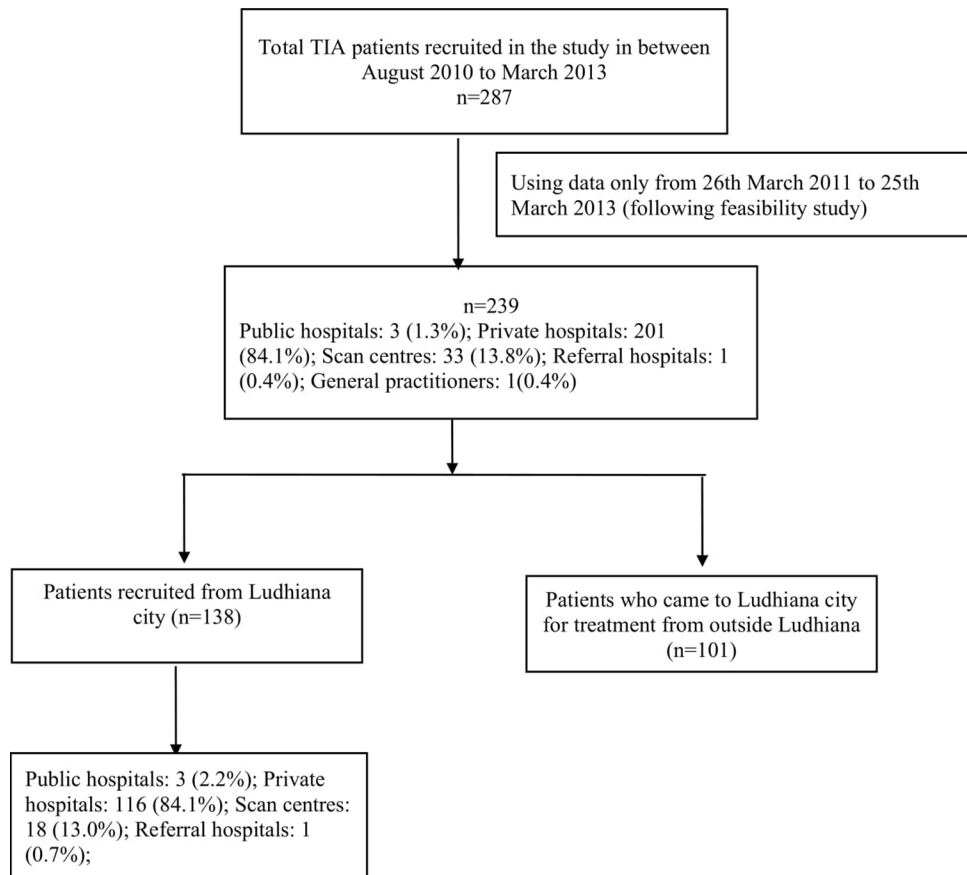 Total TIA patients recruited in the study in between
August 2010 to March 2013
n=287
Using data only from 26th March 2011 to 25th
March 2013 (following feasibility study)
n=239
Public hospitals: 3 (1.3%); Private hospitals: 201
(84.1%); Scan centres: 33 (13.8%); Referral hospitals: 1
(0.4%); General practitioners: 1(0.4%)
Patients recruited from Ludhiana
city (n=138)
Patients who came to Ludhiana city
for treatment from outside Ludhiana
(n=101)
Public hospitals: 3 (2.2%); Private
hospitals: 116 (84.1%); Scan centres:
18 (13.0%); Referral hospitals: 1
(0.7%);